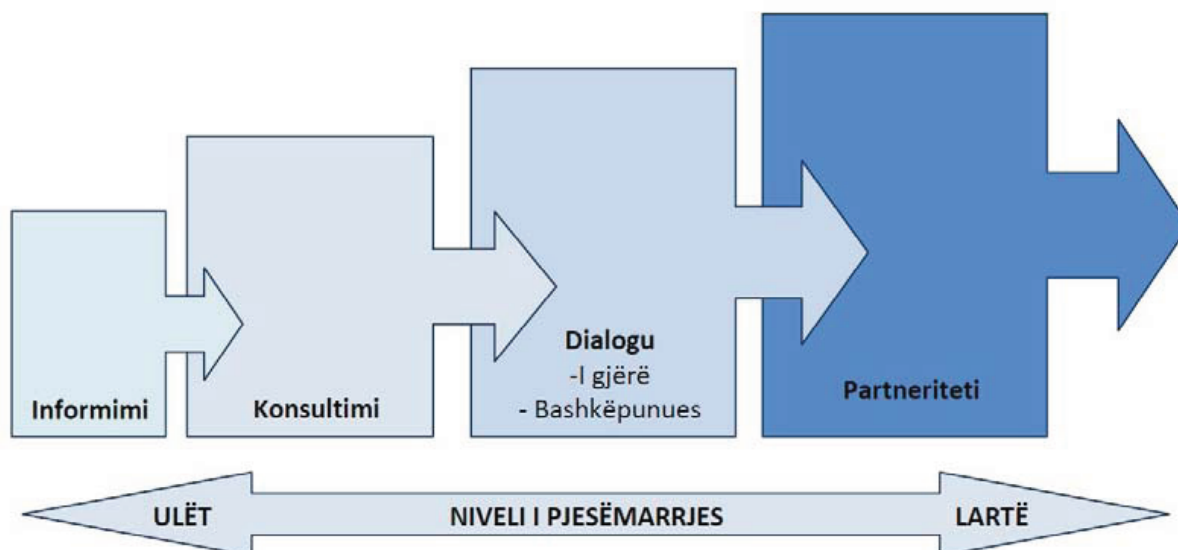 Informimi
Konsultimi
Dialogu
-I gjërë
- Bashkëpunues
Partneriteti
ULËT
NIVELI I PJESËMARRJES
LARTË